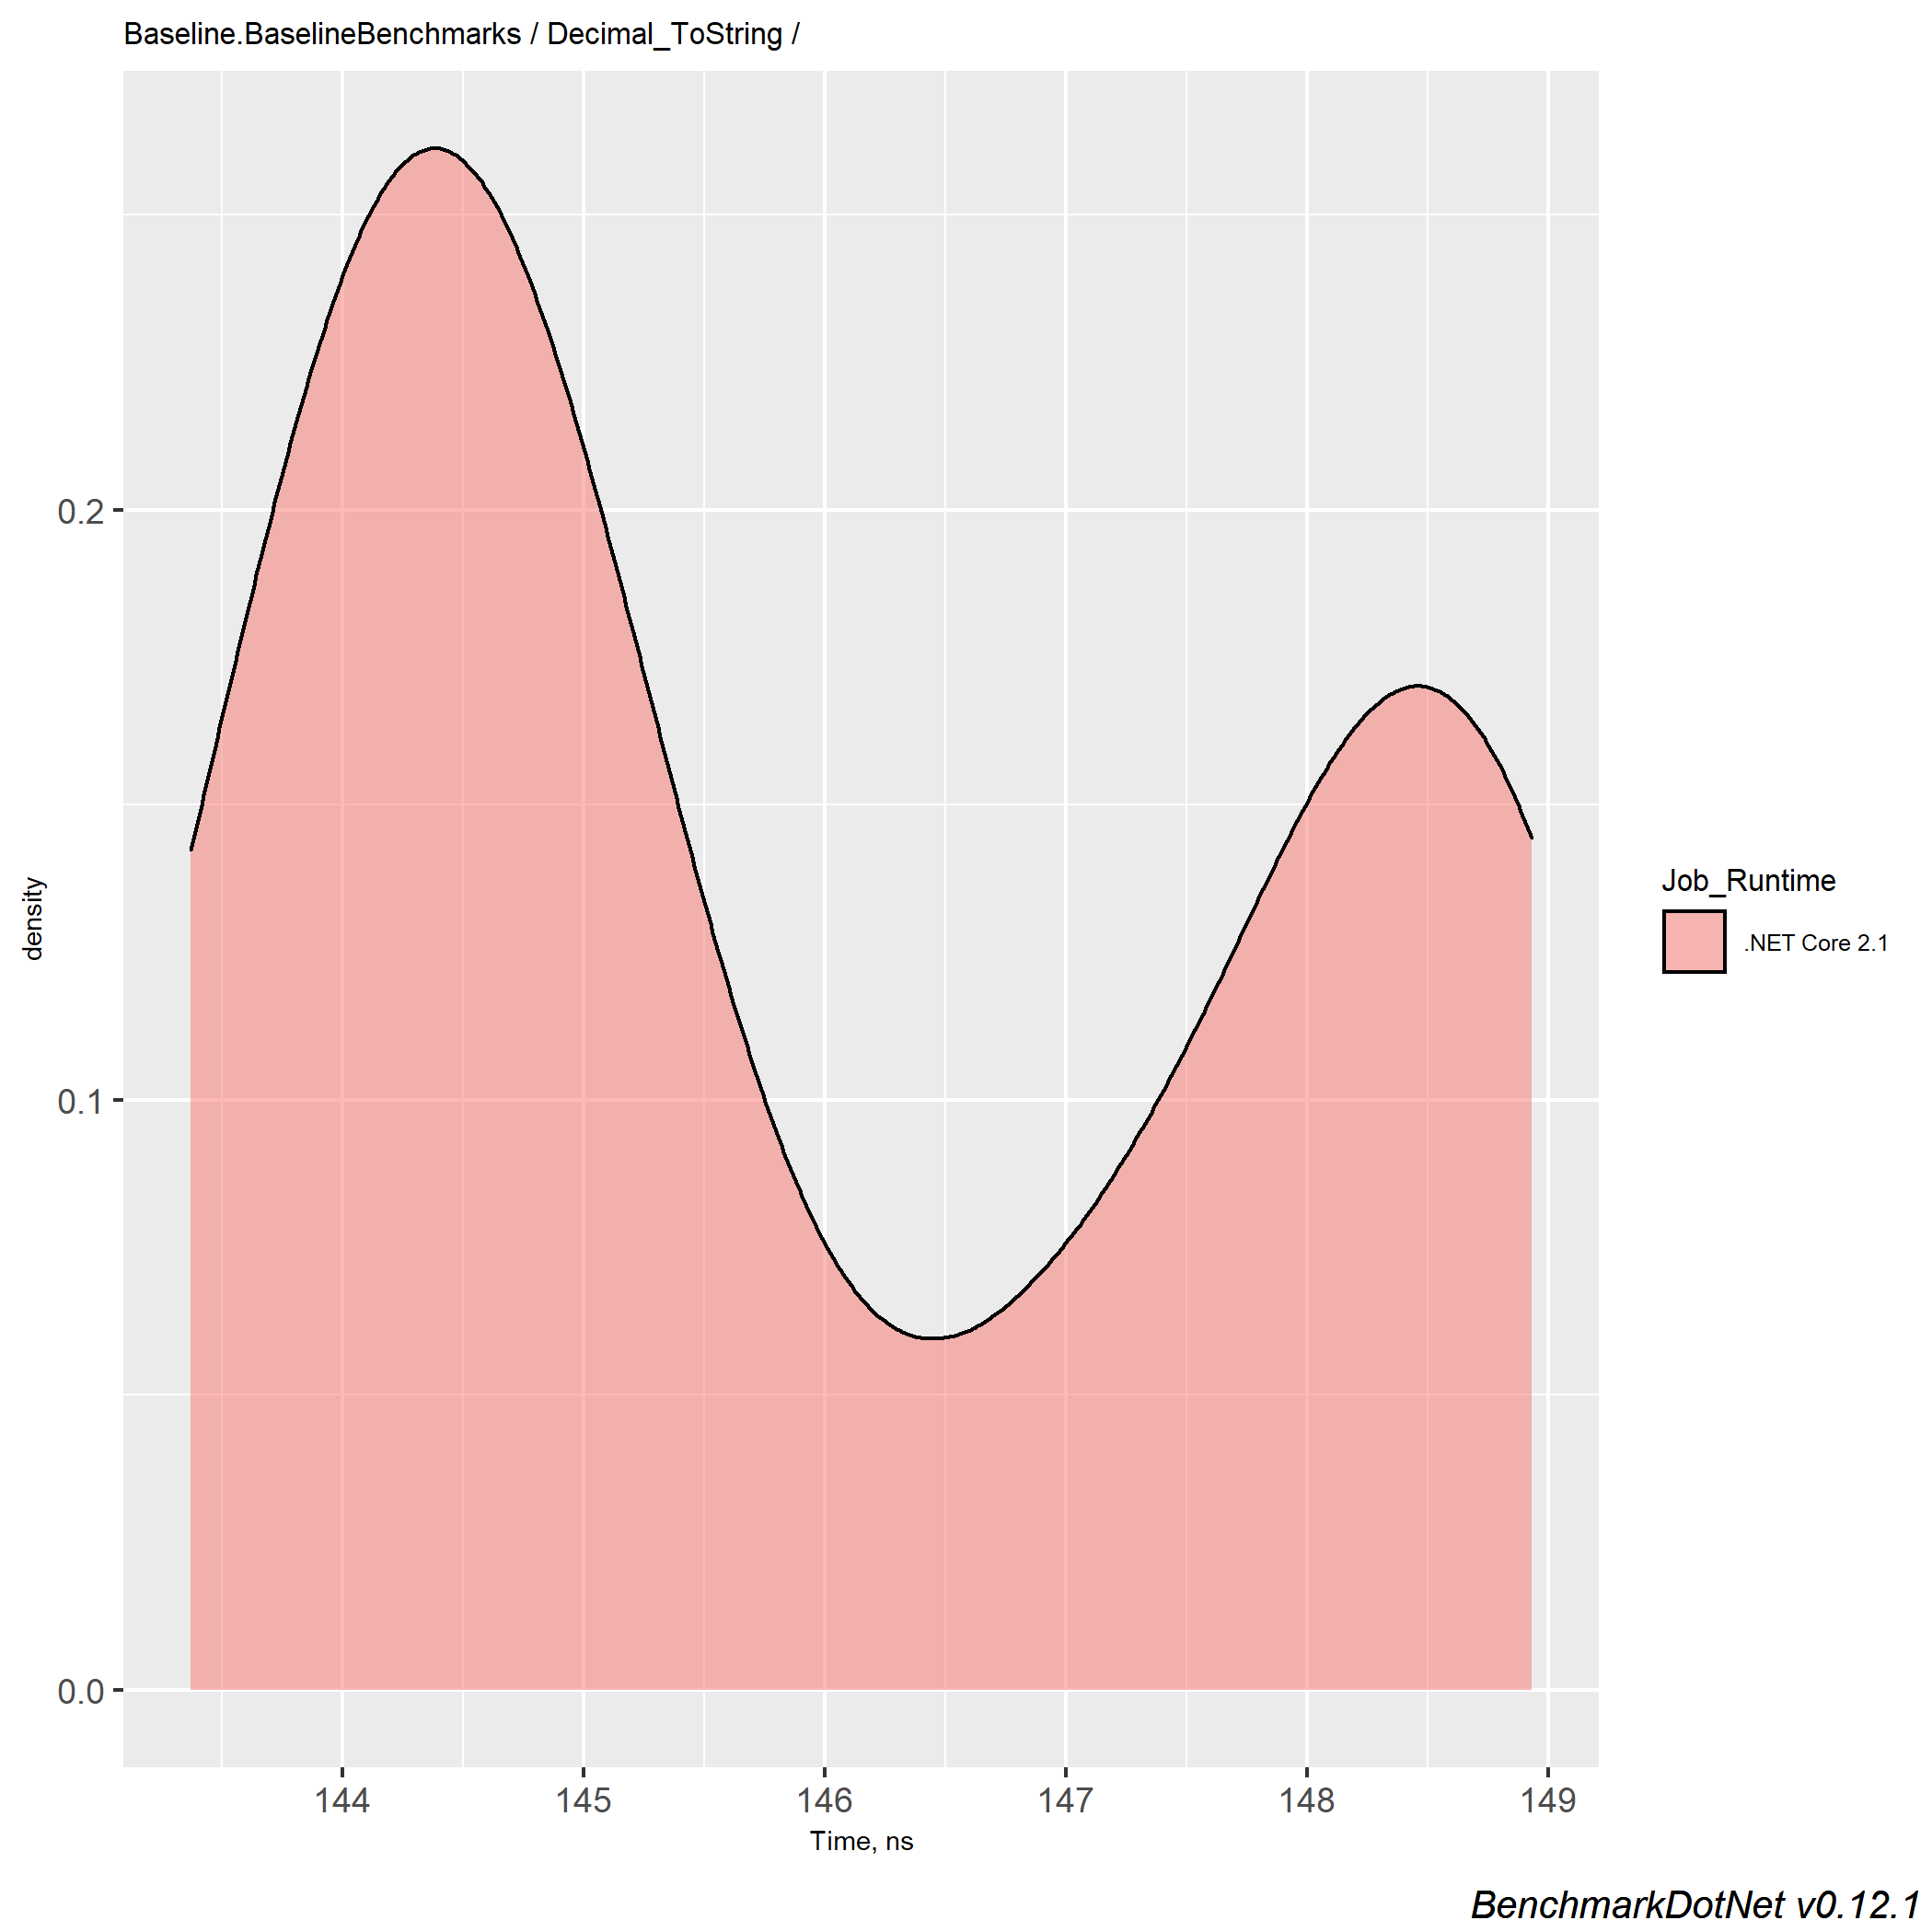 Baseline.BaselineBenchmarks / Decimal_ToString /
0.2
0.1
0.0
density
144 145 146 147 148 149
Time, ns
Job_Runtime
.NET Core 2.1
BenchmarkDotNet v0.12.1